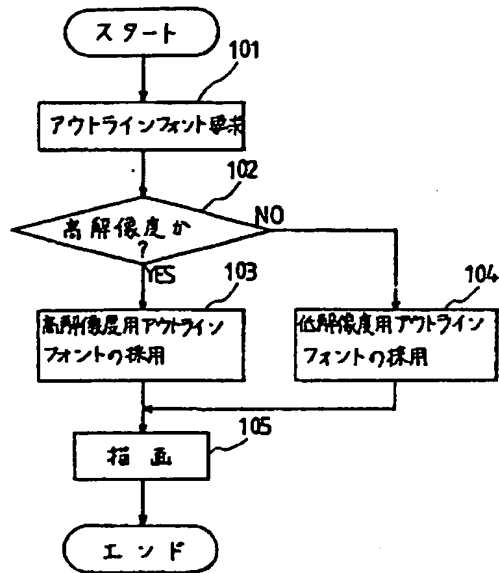 スタート
101
アウトラインフォント要求
102
高解像度か
?
NO
YES
103
高解像度用アウトライン
フォントの採用
104
低解像度用アウトライン
フォントの採用
105
描画
エンド